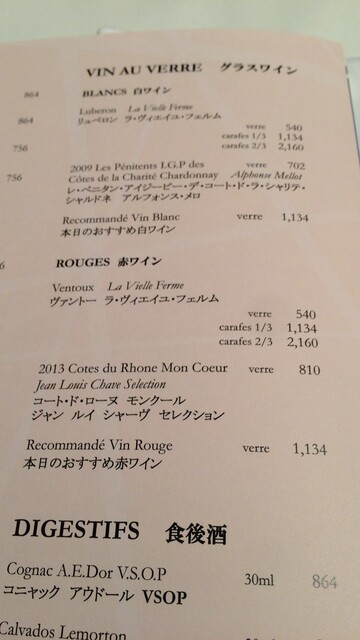 VIN AU VERRE グラスワイン
864
BLANCS 白ワイン
Luberon La Vielle Ferme
864
リュベロン ラ・ヴィエイユ・フェルム
verre 540
carafes 1/3 1,134
756
carafes 2/3 2,160
2009 Les Pénitents I.G.P des verre 702
756
Côtes de la Charité Chardonnay Alphonse Mellot
レ・ペニタン・アイジーピー・デ・コート・ド・ラ・シャリテ・
シャルドネ アルフォンス・メロ
Recommandé Vin Blanc verre 1,134
本日のおすすめ白ワイン
6
ROUGES 赤ワイン
Ventoux La Vielle Ferme
ヴァントー ラ・ヴィエイユ・フェルム
verre 540
carafes 1/3 1,134
carafes 2/3 2,160
2013 Cotes du Rhone Mon Coeur verre 810
Jean Louis Chave Selection
コート・ド・ローヌ モンクール
ジャン ルイ シャーヴ セレクション
Recommandé Vin Rouge verre 1,134
本日のおすすめ赤ワイン
DIGESTIFS 食後酒
Cognac A.E.Dor V.S.O.P 30ml 864
コニャック アウドール VSOP
Calvados Lemorton